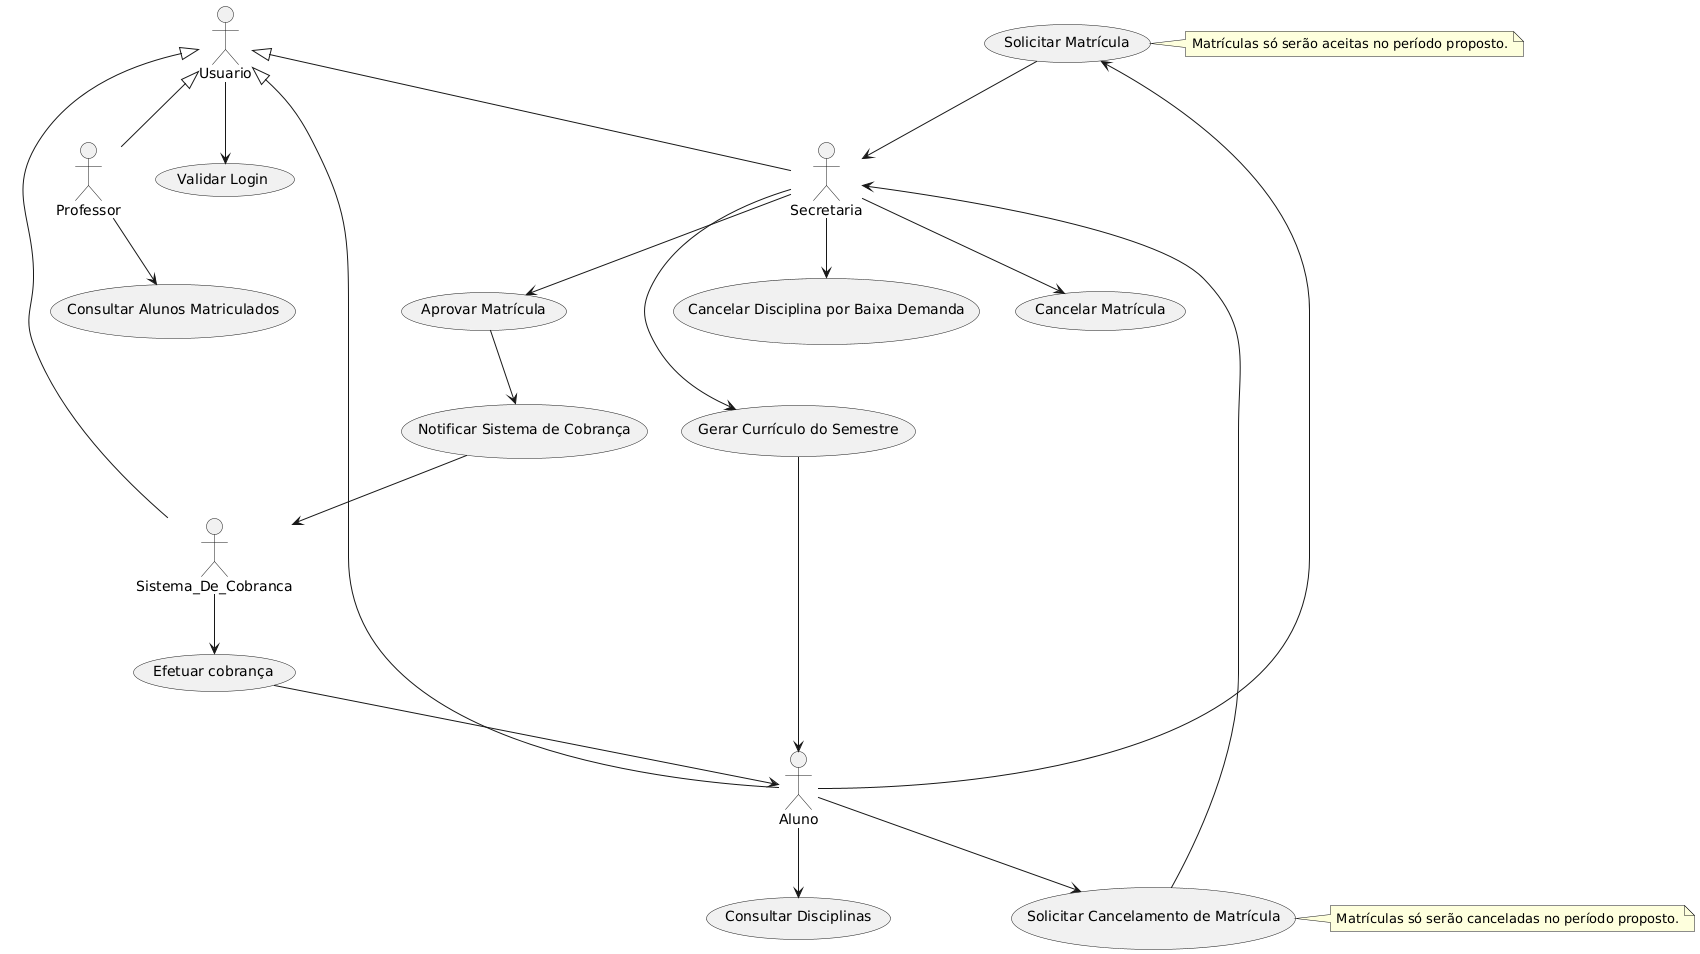 Usuario
Solicitar Matrícula
Matrículas só serão aceitas no período proposto.
Professor
Validar Login
Secretaria
Consultar Alunos Matriculados
Aprovar Matrícula
Cancelar Disciplina por Baixa Demanda
Cancelar Matrícula
Notificar Sistema de Cobrança
Gerar Currículo do Semestre
Sistema_De_Cobranca
Efetuar cobrança
Aluno
Consultar Disciplinas
Solicitar Cancelamento de Matrícula
Matrículas só serão canceladas no período proposto.